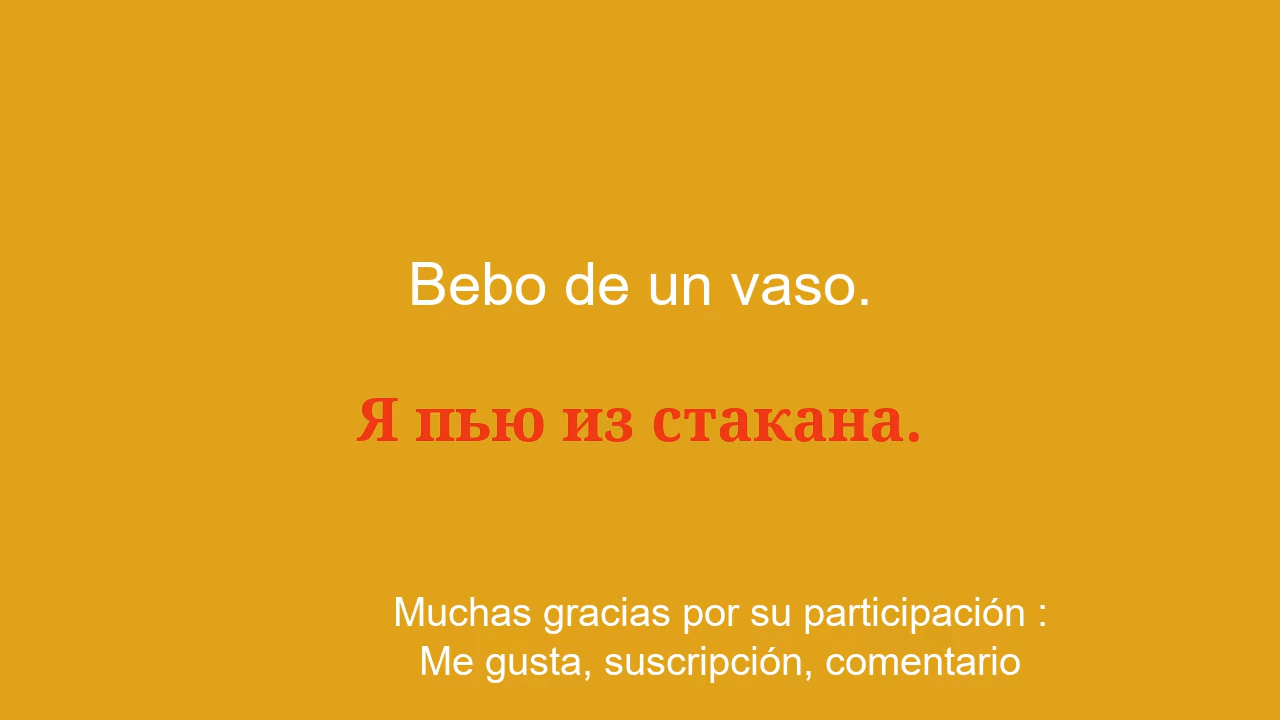 Bebo de un vaso.
Я пью из стакана.
Muchas gracias por su participación :
Me gusta, suscripción, comentario